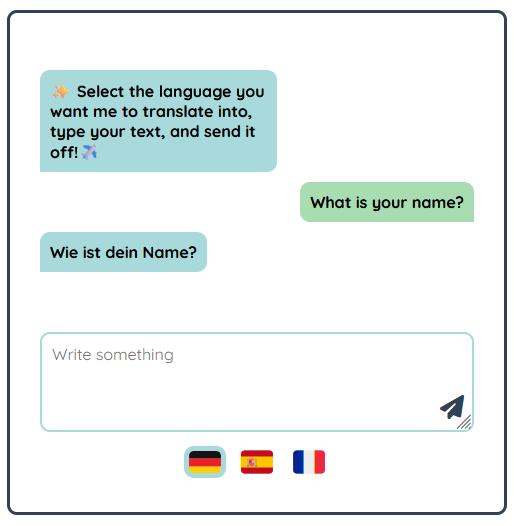 ✨ Select the language you
want me to translate into,
type your text, and send it
off!✈️
What is your name?
Wie ist dein Name?
Write something